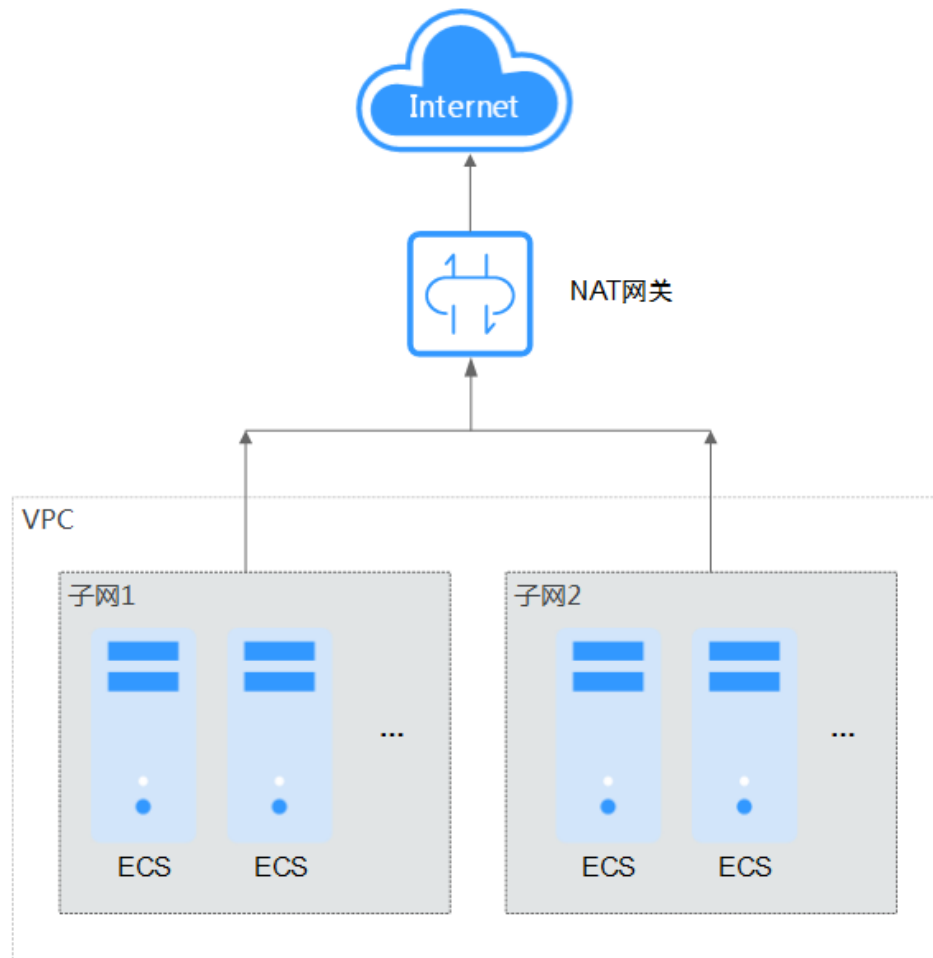 Internet
NAT网关
VPC
子网1
子网2
...
...
ECS
ECS
ECS
ECS